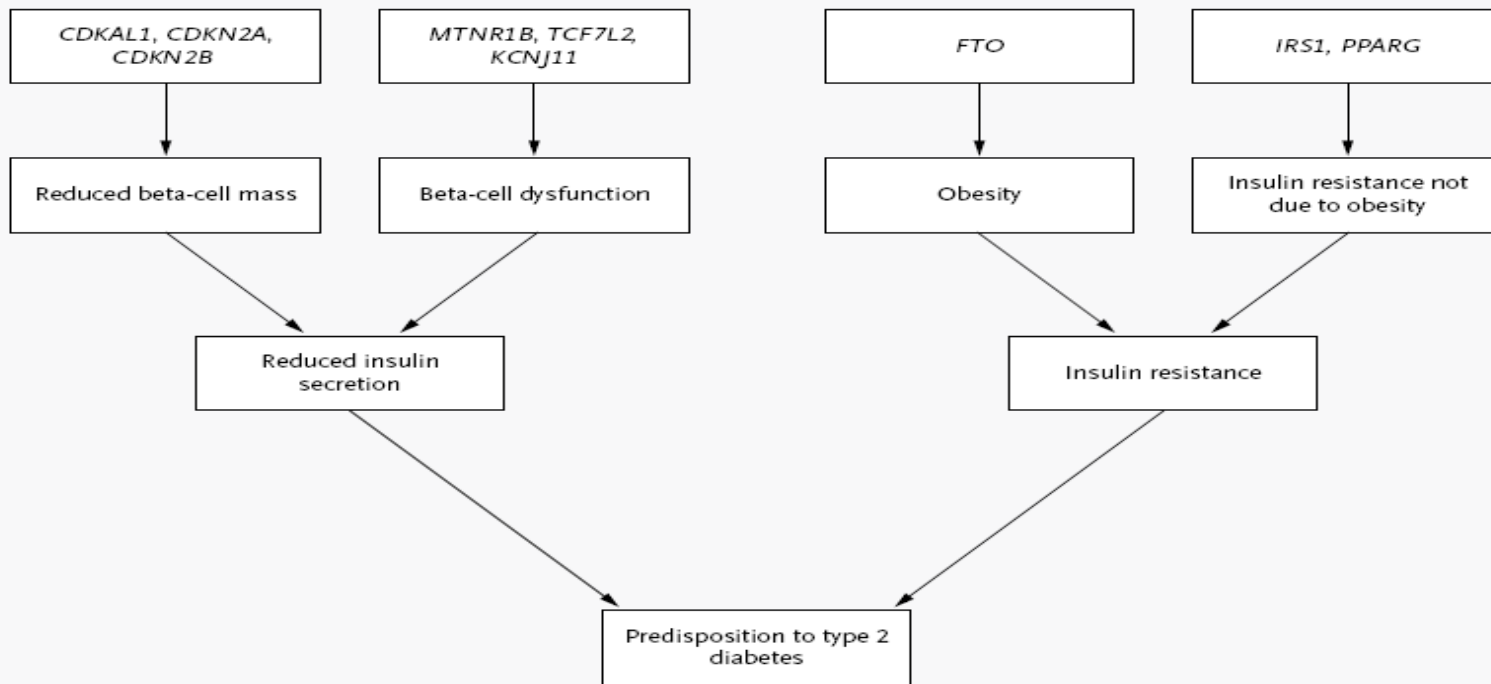 CDKAL1, CDKN2A,
CDKN2B
MTNR1B, TCF7L2,
KCNJ11
FTO
IRS1, PPARG
Reduced beta-cell mass
Beta-cell dysfunction
Obesity
Insulin resistance not
due to obesity
Reduced insulin
secretion
Insulin resistance
Predisposition to type 2
diabetes